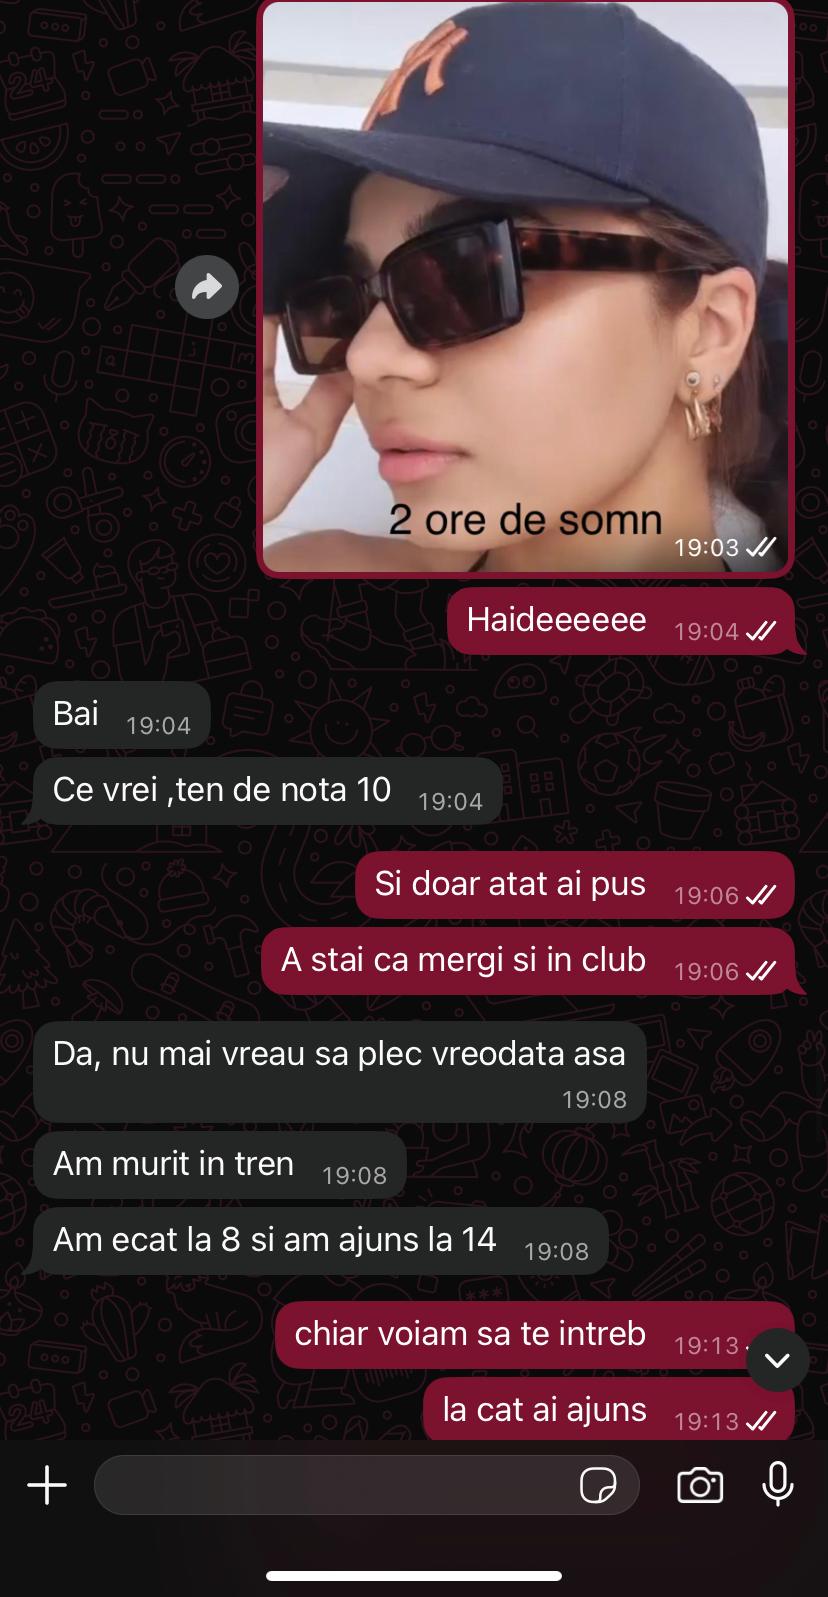 2 ore de somn
19:03
Haideeeeee 19:04
Bai 19:04
Ce vrei ,ten de nota 10 19:04
Si doar atat ai pus 19:06
A stai ca mergi si in club 19:06
Da, nu mai vreau sa plec vreodata asa
19:08
Am murit in tren 19:08
Am ecat la 8 si am ajuns la 14 19:08
chiar voiam sa te intreb 19:13
la cat ai ajuns 19:13